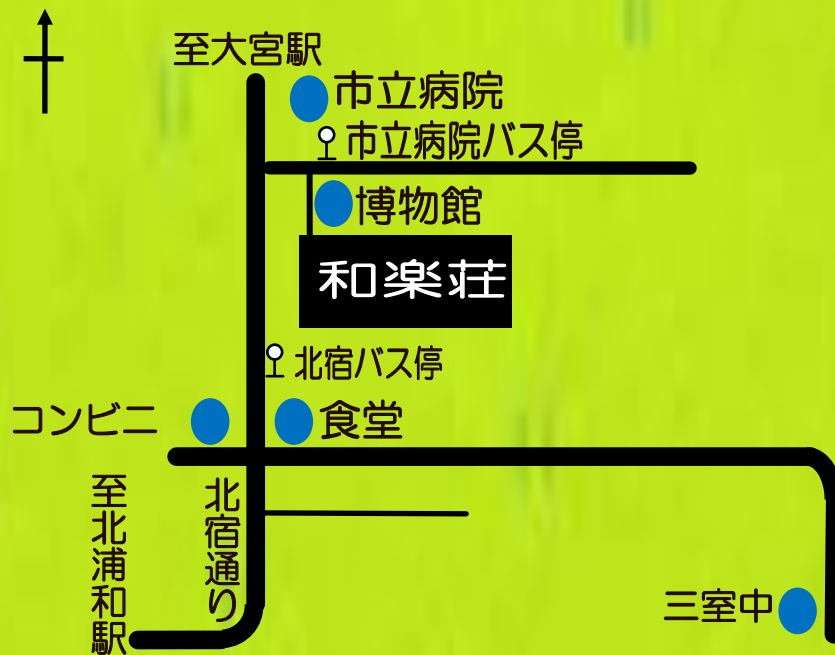 至大宮駅
市立病院
市立病院バス停
博物館
和楽荘
北宿バス停
コンビニ
食堂
至北浦和駅
北宿通り
三室中